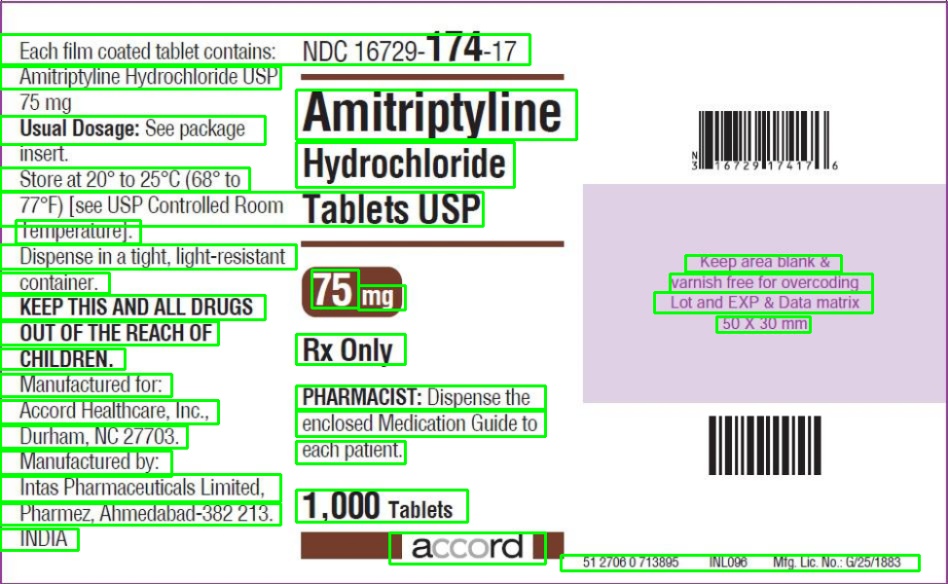 Each film coated tablet contains:
Amitriptyline Hydrochloride USP
75 mg
Usual Dosage: See package
insert.
Store at 20° to 25°C (68° to
77°F) [see USP Controlled Room
Temperature].
Dispense in a tight, light-resistant
container.
KEEP THIS AND ALL DRUGS
OUT OF THE REACH OF
CHILDREN.
Manufactured for:
Accord Healthcare, Inc.,
Durham, NC 27703.
Manufactured by:
Intas Pharmaceuticals Limited,
Pharmez, Ahmedabad-382 213.
INDIA
NDC 16729-174-17
Amitriptyline
Hydrochloride
Tablets USP
75 mg
Rx Only
PHARMACIST: Dispense the
enclosed Medication Guide to
each patient.
1,000 Tablets
accord
N
3 16729 17417 6
Keep area blank &
varnish free for overcoding
Lot and EXP & Data matrix
50 X 30 mm
51 2706 0 713895 INL096 Mfg. Lic. No.: G/25/1883